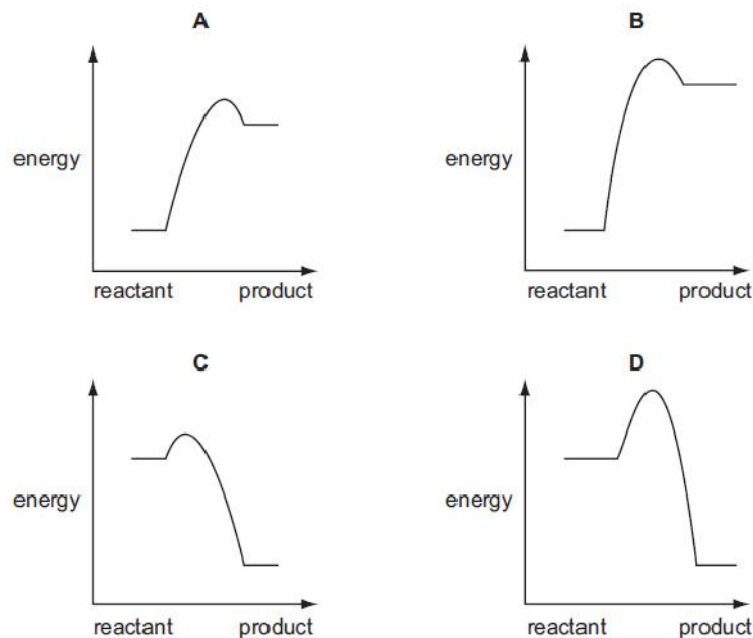 A
B
energy
energy
reactant product
reactant product
C
D
energy
energy
reactant product
reactant product